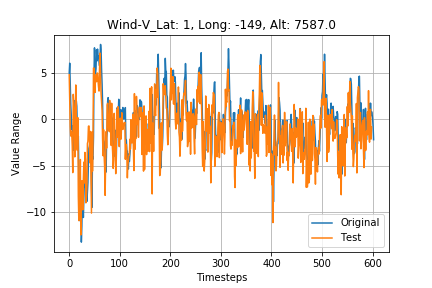 Wind-V_Lat: 1, Long: -149, Alt: 7587.0
Value Range
5
0
−5
−10
0 100 200 300 400 500 600
Timesteps
Original
Test